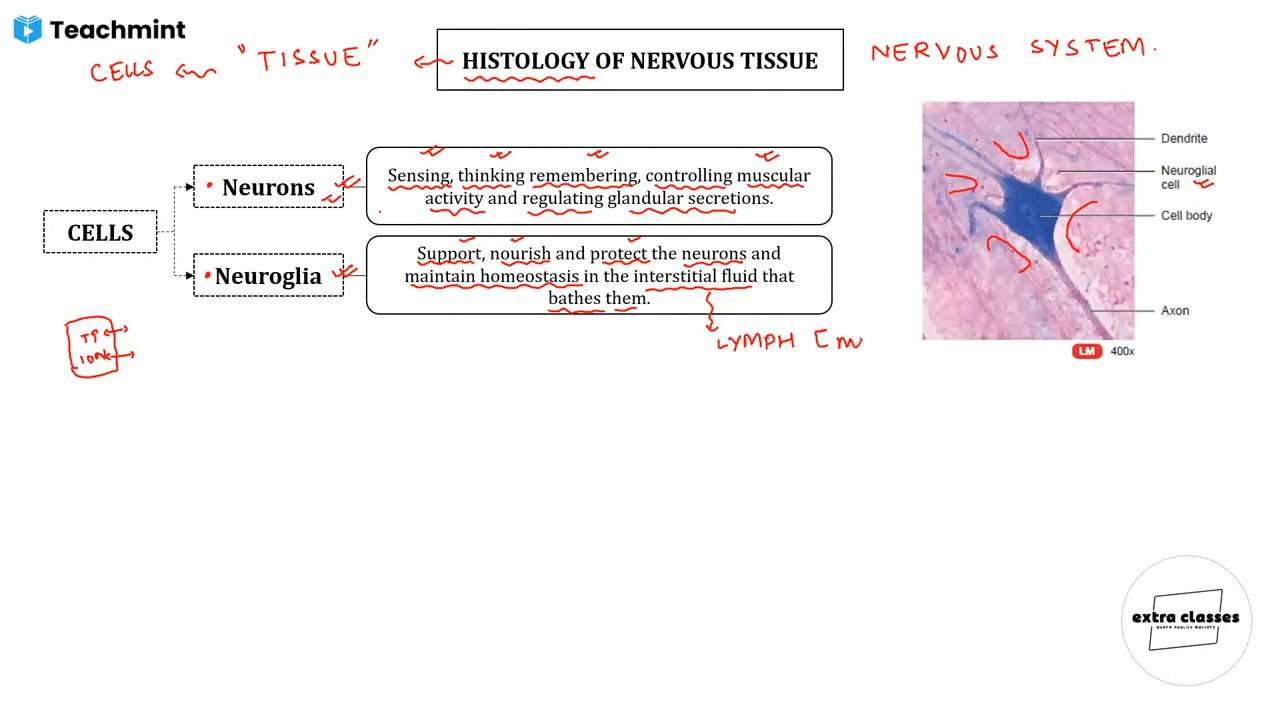 Teachmint
CELLS "TISSUE" HISTOLOGY OF NERVOUS TISSUE NERVOUS SYSTEM.
Neurons
Sensing, thinking remembering, controlling muscular
activity and regulating glandular secretions.
CELLS
Neuroglia
Support, nourish and protect the neurons and
maintain homeostasis in the interstitial fluid that
bathes them.
LYMPH [
Dendrite
Neuroglial
cell
Cell body
Axon
LM 400x
extra classes